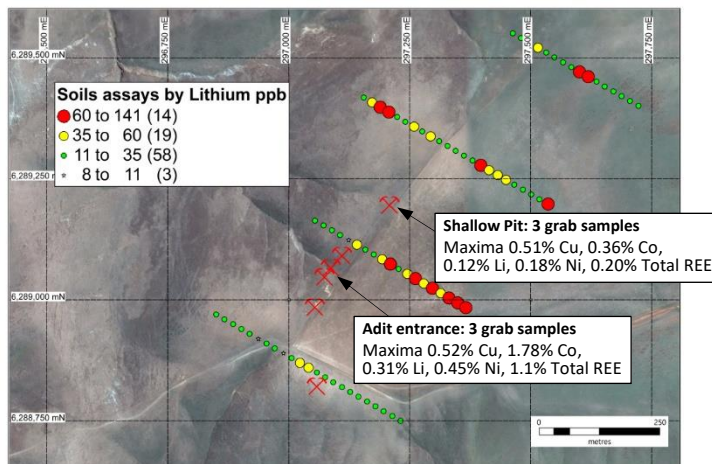 ,500 mE
296,750 mE
297,000 mE
297,250 mE
297,500 mE
297,750 mE
6,289,500 mN
Soils assays by Lithium ppb
60 to 141 (14)
35 to 60 (19)
11 to 35 (58)
8 to 11 (3)
6,289,250 mN
Shallow Pit: 3 grab samples
Maxima 0.51% Cu, 0.36% Co,
0.12% Li, 0.18% Ni, 0.20% Total REE
6,289,000 mN
Adit entrance: 3 grab samples
Maxima 0.52% Cu, 1.78% Co,
0.31% Li, 0.45% Ni, 1.1% Total REE
6,288,750 mN
0 250
metres